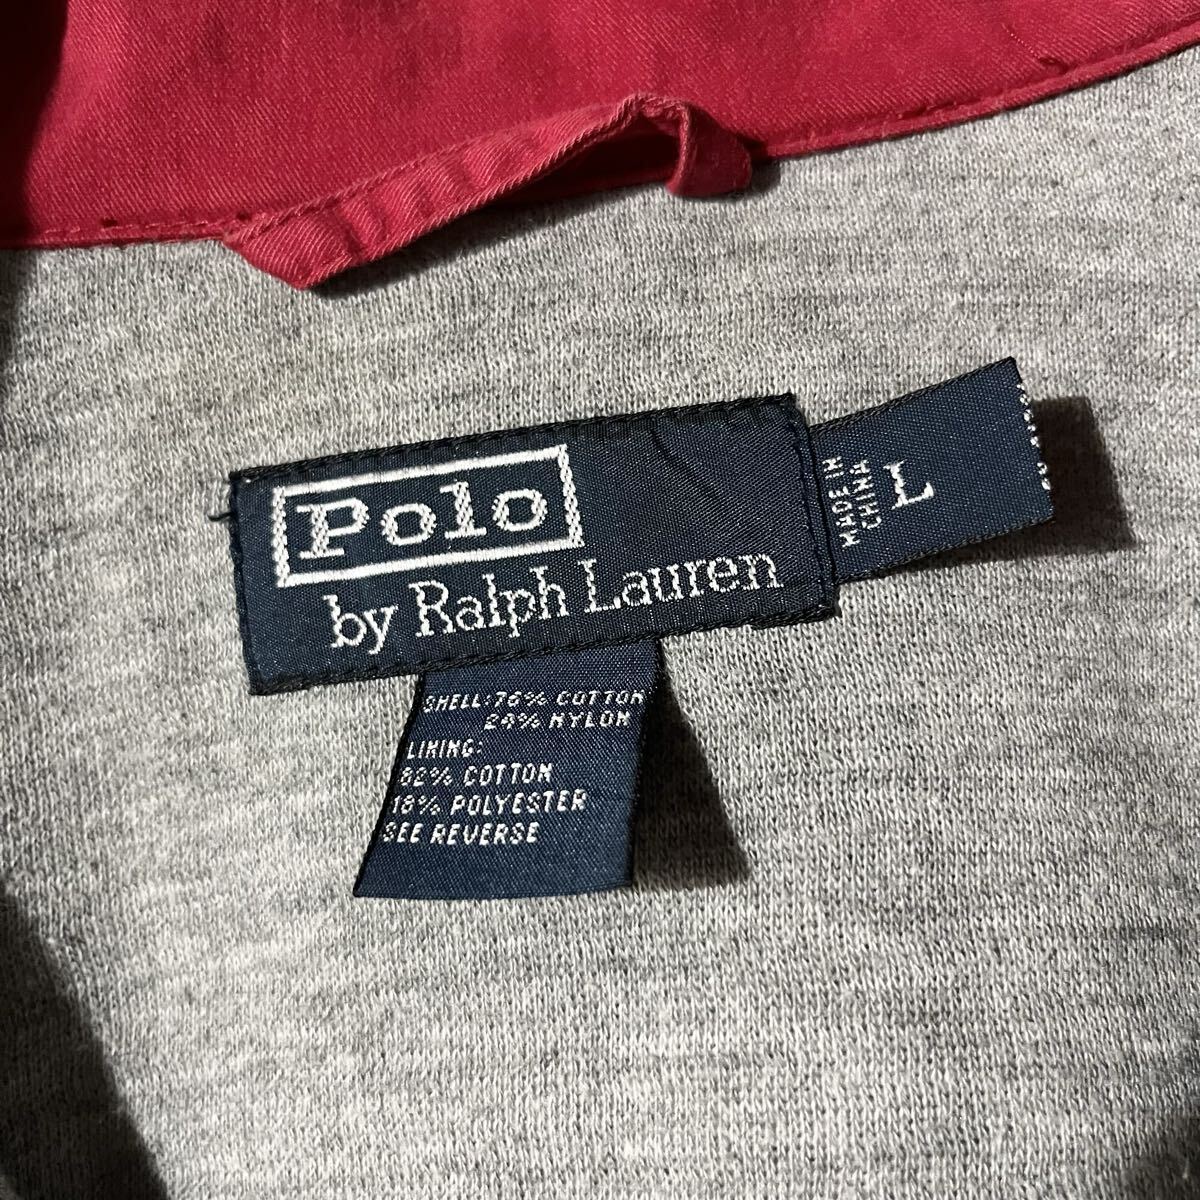 Polo
by Ralph Lauren
MADE IN
CHINA
L
SHELL: 76% COTTON
24% NYLON
LINING:
82% COTTON
18% POLYESTER
SEE REVERSE